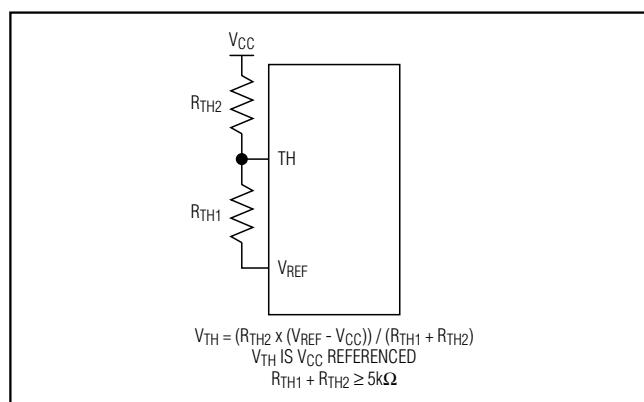 VCC
RTH2
TH
RTH1
VREF
VTH = (RTH2 x (VREF - VCC)) / (RTH1 + RTH2)
VTH IS VCC REFERENCED
RTH1 + RTH2 ≥ 5kΩ